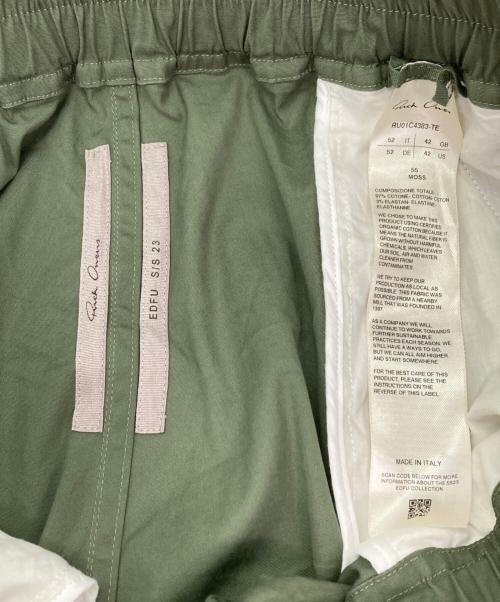 Rick Owens
EDFU S/S 23
Rick Owens
RU01C4383-TE
52 IT 42 GB
52 DE 42 US
55
MOSS
COMPOSIZIONE TOTALE:
97% COTONE- COTTON- COTON
3% ELASTAN- ELASTANE-
ELASTHANNE
WE CHOSE TO MAKE THIS
PRODUCT USING CERTIFIED
ORGANIC COTTON BECAUSE IT
MEANS THE NATURAL FIBER IS
GROWN WITHOUT HARMFUL
CHEMICALS, WHICH LEAVES
OUR SOIL, AIR AND WATER
CLEANER FROM
CONTAMINATES.
WE TRY TO KEEP OUR
PRODUCTION AS LOCAL AS
POSSIBLE. THIS FABRIC WAS
SOURCED FROM A NEARBY
MILL THAT WAS FOUNDED IN
AS A COMPANY WE WILL
CONTINUE TO WORK TOWARDS
FURTHER SUSTAINABLE
PRACTICES EACH SEASON. WE
STILL HAVE A WAYS TO GO,
BUT WE CAN ALL AIM HIGHER
AND START SOMEWHERE.
FOR THE BEST CARE OF THIS
PRODUCT, PLEASE SEE THE
INSTRUCTIONS ON THE
REVERSE OF THIS LABEL.
MADE IN ITALY
SCAN CODE BELOW FOR MORE
INFORMATION ABOUT THE SS23
EDFU COLLECTION